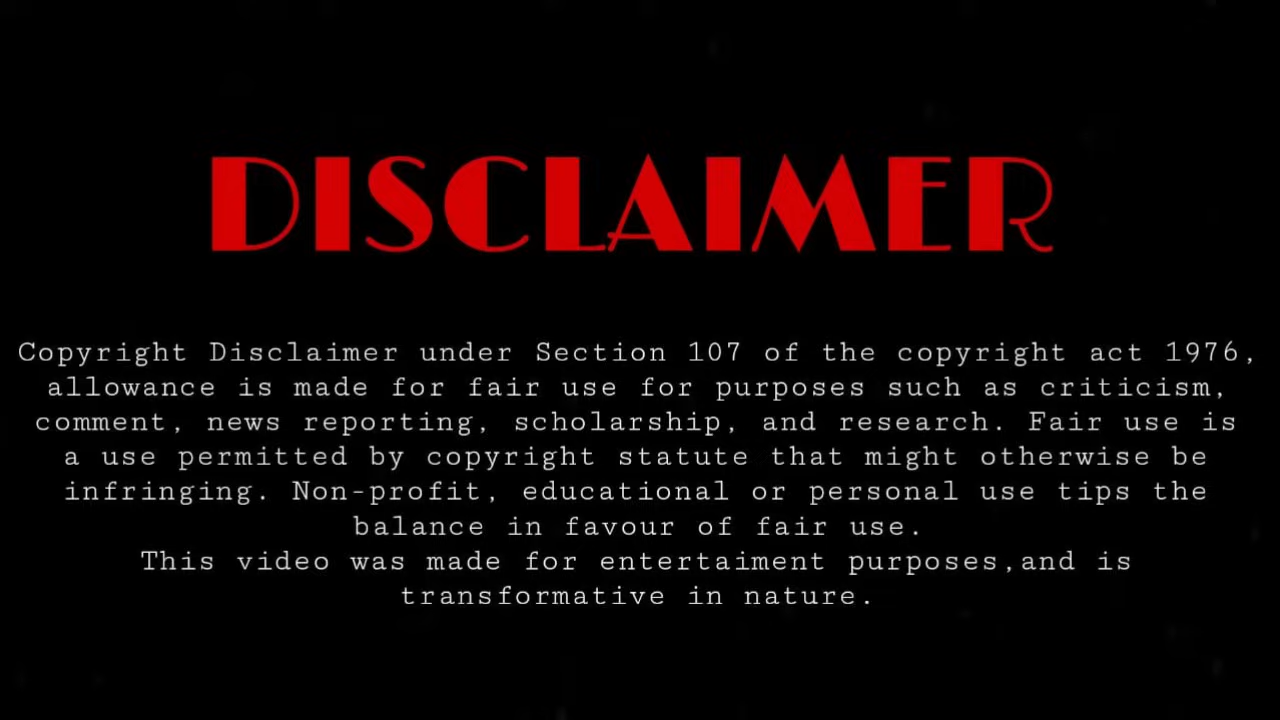 DISCLAIMER
Copyright Disclaimer under Section 107 of the copyright act 1976,
allowance is made for fair use for purposes such as criticism,
comment, news reporting, scholarship, and research. Fair use is
a use permitted by copyright statute that might otherwise be
infringing. Non-profit, educational or personal use tips the
balance in favour of fair use.
This video was made for entertaiment purposes,and is
transformative in nature.